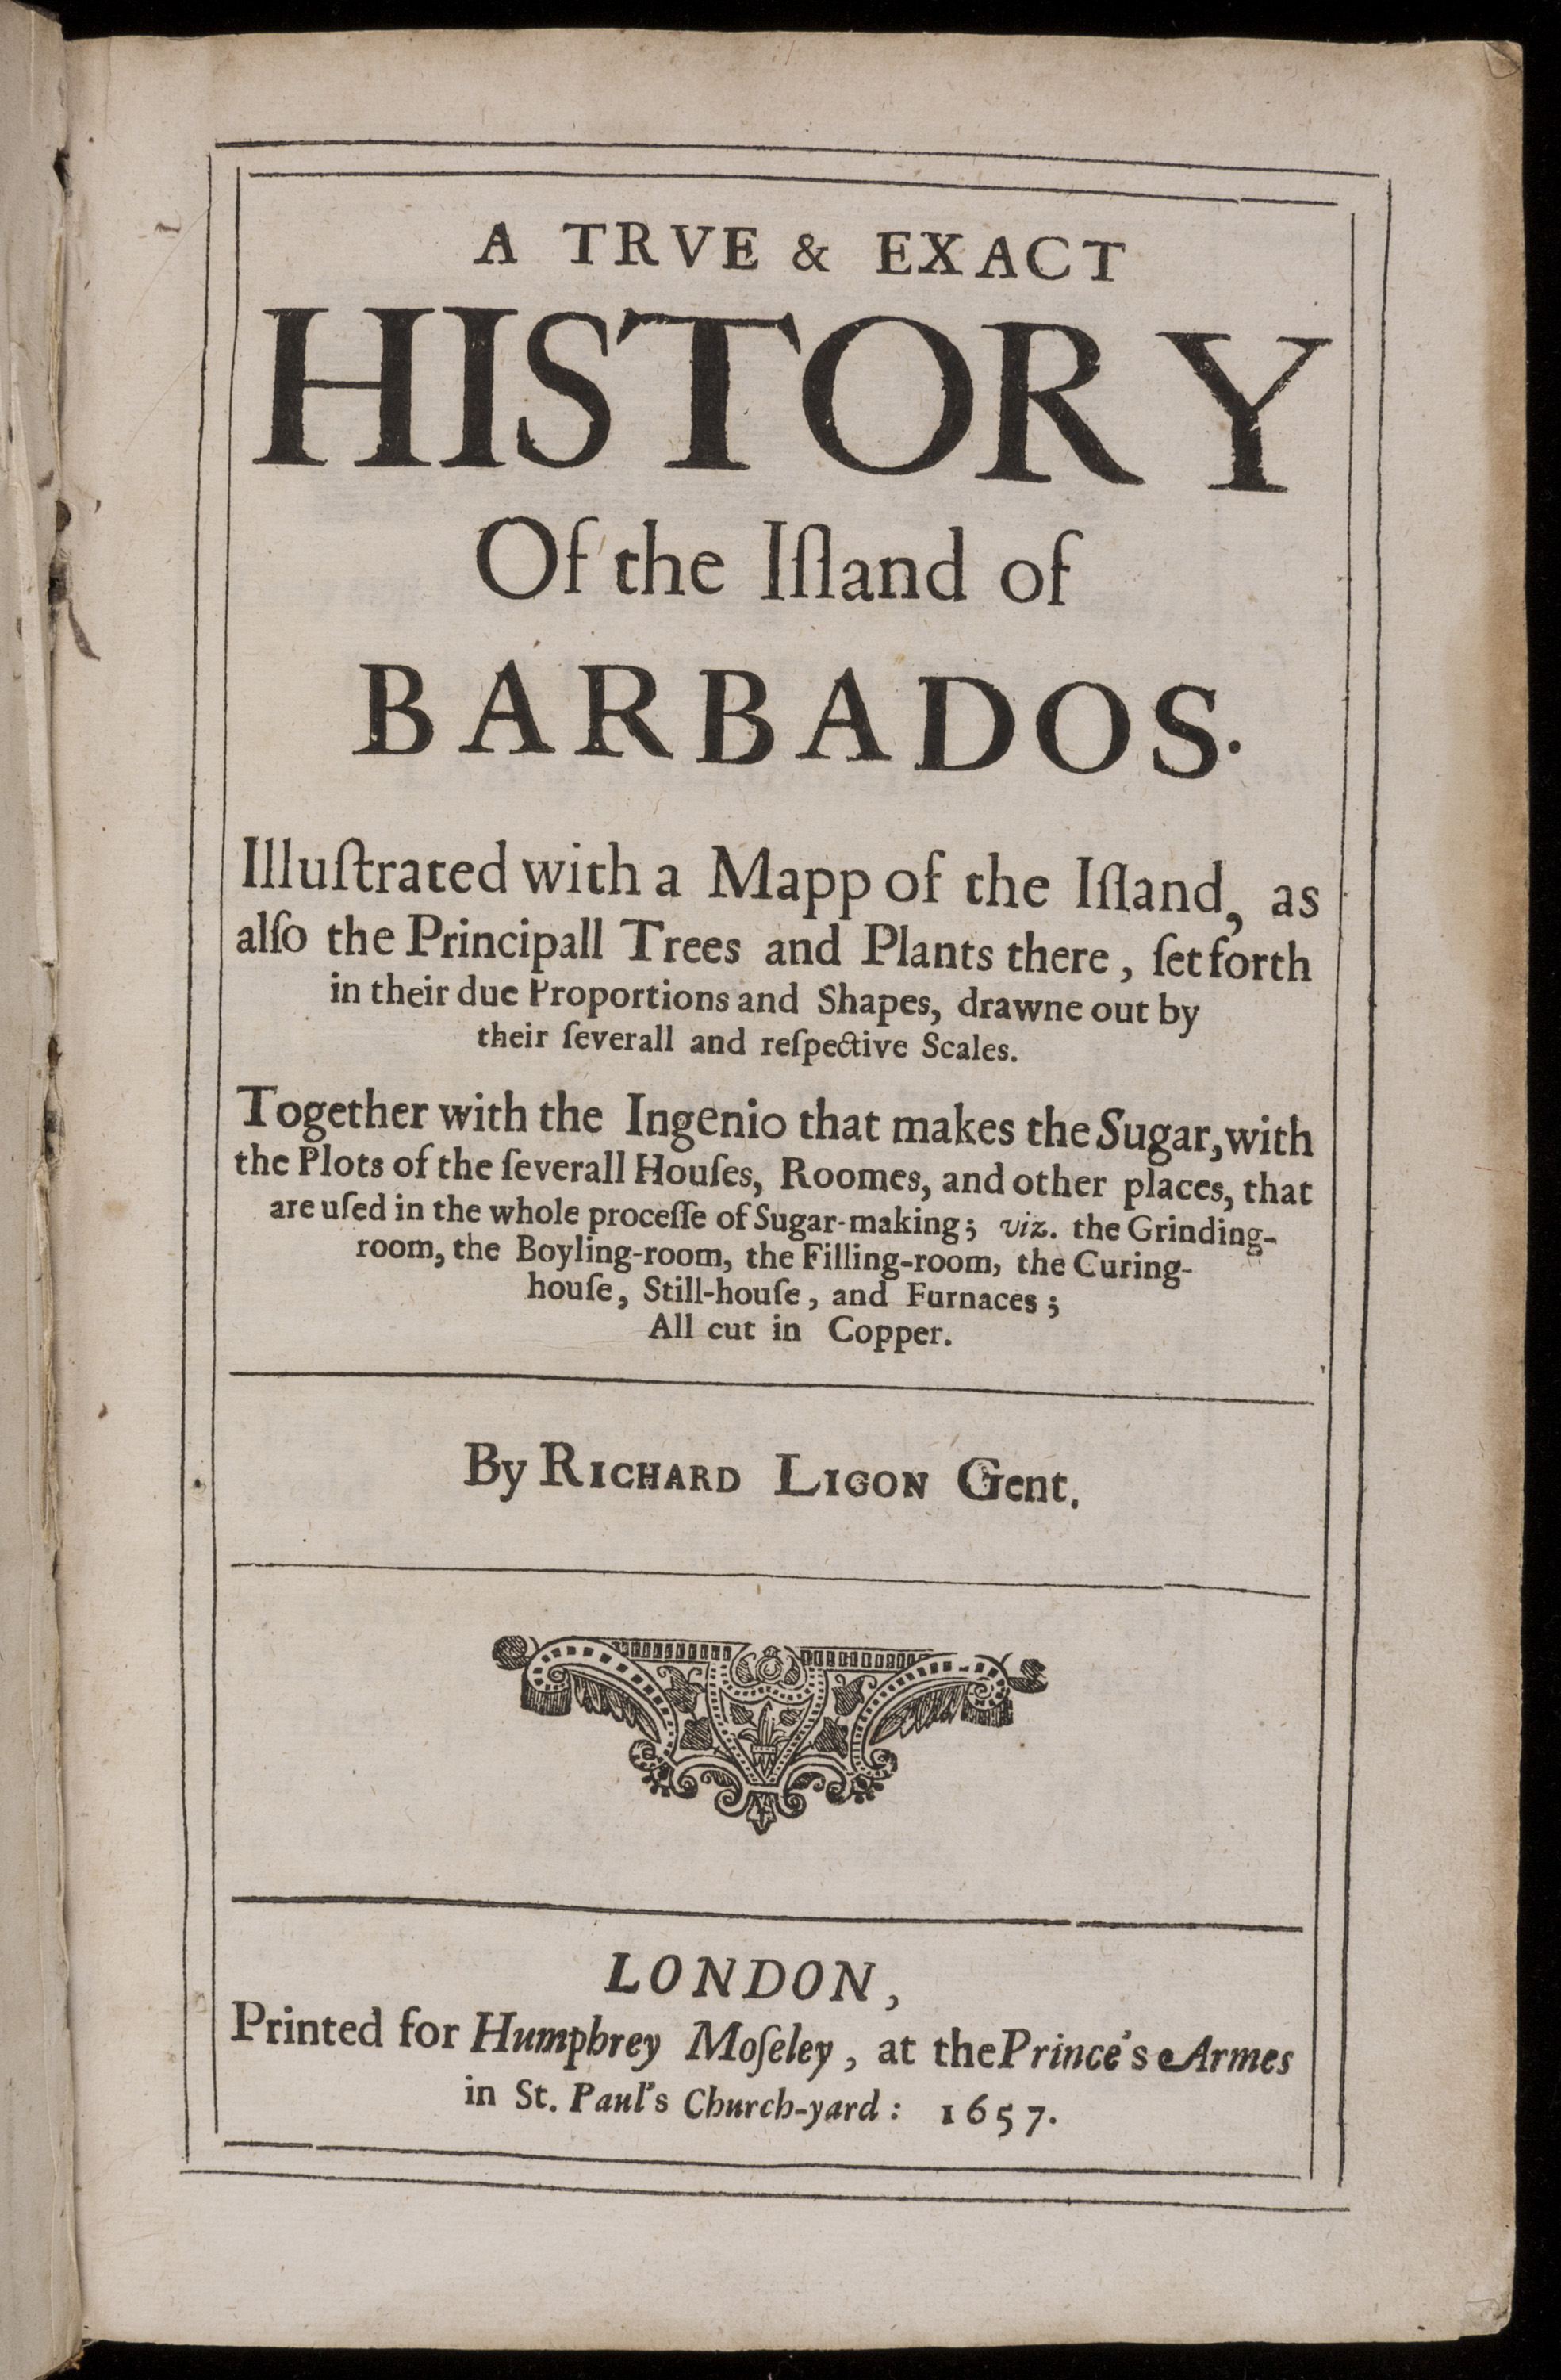 A TRVE & EXACT
HISTORY
Of the Iſland of
BARBADOS.
Illuſtrated with a Mapp of the Iſland, as
alſo the Principall Trees and Plants there, ſet forth
in their due Proportions and Shapes, drawne out by
their ſeverall and reſpective Scales.
Together with the Ingenio that makes the Sugar, with
the Plots of the ſeverall Houſes, Roomes, and other places, that
are uſed in the whole proceſſe of Sugar-making; viz. the Grinding-
room, the Boyling-room, the Filling-room, the Curing-
houſe, Still-houſe, and Furnaces;
All cut in Copper.
By RICHARD LIGON Gent.
LONDON,
Printed for Humphrey Moſeley, at the Prince's Armes
in St. Paul's Church-yard: 1657.